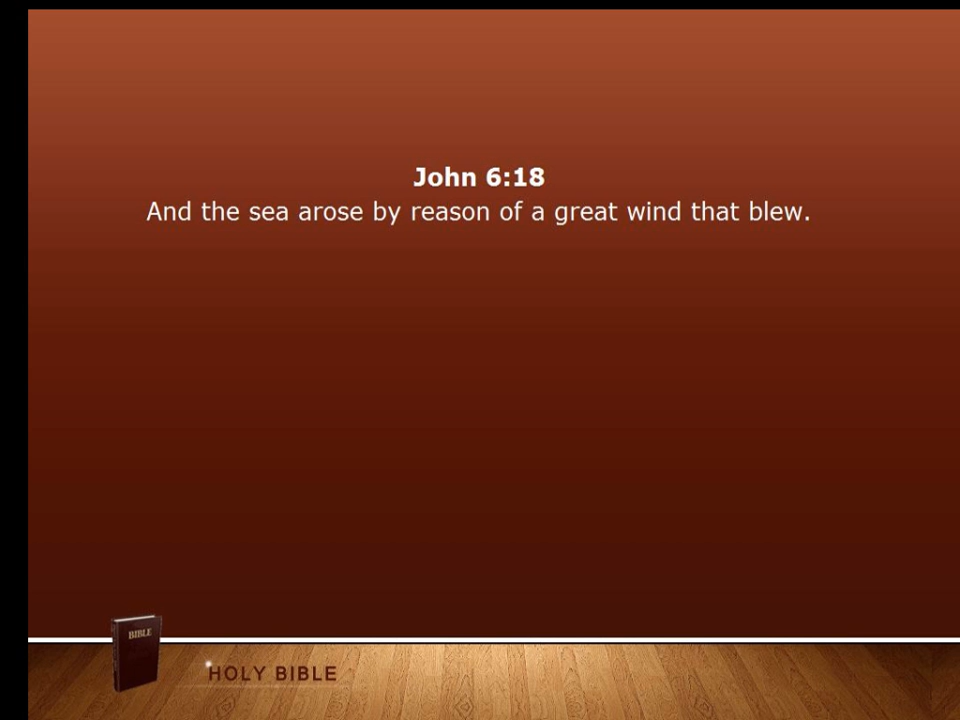 John 6:18
And the sea arose by reason of a great wind that blew.
BIBLE
HOLY BIBLE